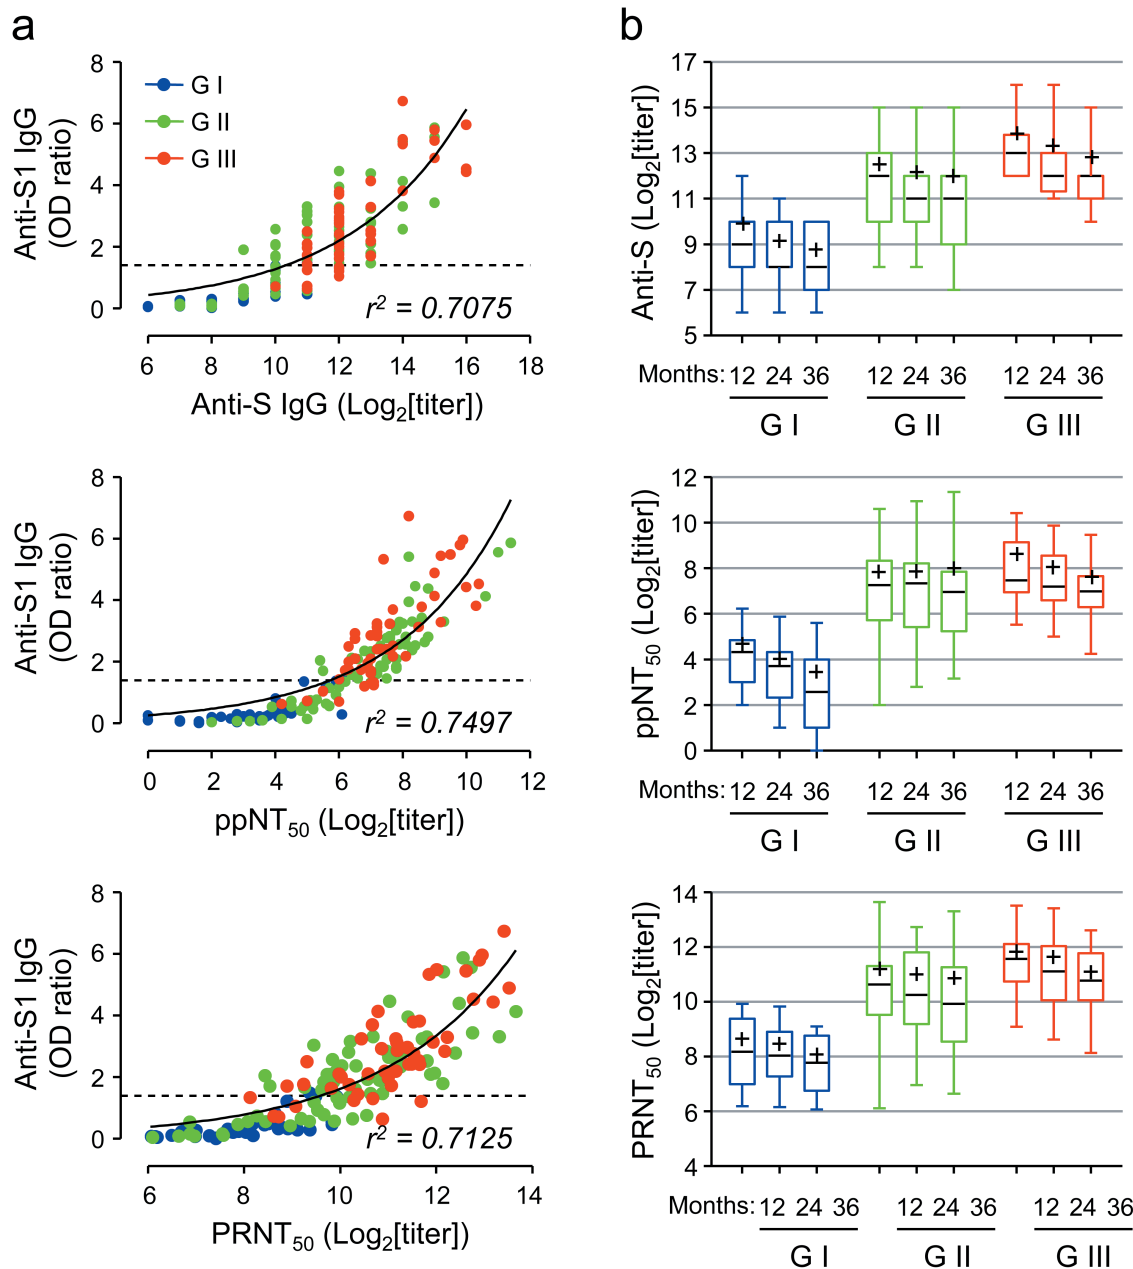 a
Anti-S1 IgG
(OD ratio)
8
6
4
2
0
G I
G II
G III
r² = 0.7075
6 8 10 12 14 16 18
Anti-S IgG (Log₂[titer])
Anti-S1 IgG
(OD ratio)
8
6
4
2
0
r² = 0.7497
0 2 4 6 8 10 12
ppNT₅₀ (Log₂[titer])
Anti-S1 IgG
(OD ratio)
8
6
4
2
0
r² = 0.7125
6 8 10 12 14
PRNT₅₀ (Log₂[titer])
b
Anti-S (Log₂[titer])
17
15
13
11
9
7
5
Months: 12 24 36 12 24 36 12 24 36
G I G II G III
ppNT₅₀ (Log₂[titer])
12
10
8
6
4
2
0
Months: 12 24 36 12 24 36 12 24 36
G I G II G III
PRNT₅₀ (Log₂[titer])
14
12
10
8
6
4
Months: 12 24 36 12 24 36 12 24 36
G I G II G III